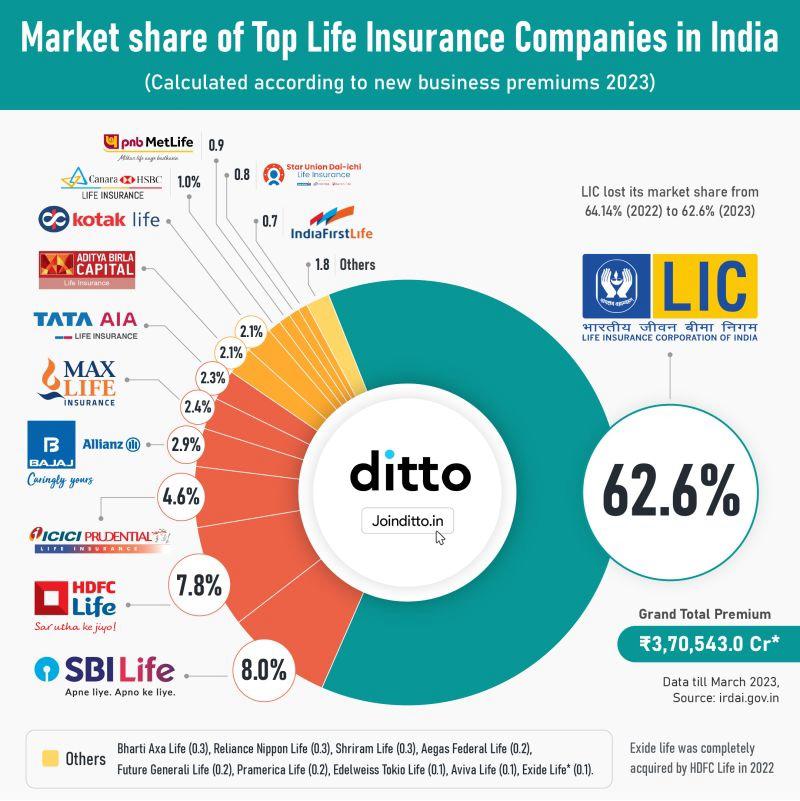 Market share of Top Life Insurance Companies in India
(Calculated according to new business premiums 2023)
pnb MetLife
Milkar life aage badhaein
0.9
Canara HSBC
LIFE INSURANCE
1.0%
0.8
Star Union Dai-ichi
Life Insurance
kotak life
0.7
IndiaFirst Life
1.8 Others
ADITYA BIRLA
CAPITAL
Life Insurance
TATA AIA
LIFE INSURANCE
MAX
LIFE
INSURANCE
BAJAJ
Allianz
Caringly yours
ICICI PRUDENTIAL
LIFE INSURANCE
HDFC
Life
Sar utha ke jiyo!
SBI Life
Apne liye. Apno ke liye.
2.1%
2.1%
2.3%
2.4%
2.9%
4.6%
7.8%
8.0%
ditto
Joinditto.in
LIC lost its market share from
64.14% (2022) to 62.6% (2023)
LIC
भारतीय जीवन बीमा निगम
LIFE INSURANCE CORPORATION OF INDIA
62.6%
Grand Total Premium
₹3,70,543.0 Cr*
Data till March 2023,
Source: irdai.gov.in
Others
Bharti Axa Life (0.3), Reliance Nippon Life (0.3), Shriram Life (0.3), Aegas Federal Life (0.2),
Future Generali Life (0.2), Pramerica Life (0.2), Edelweiss Tokio Life (0.1), Aviva Life (0.1), Exide Life* (0.1).
Exide life was completely
acquired by HDFC Life in 2022